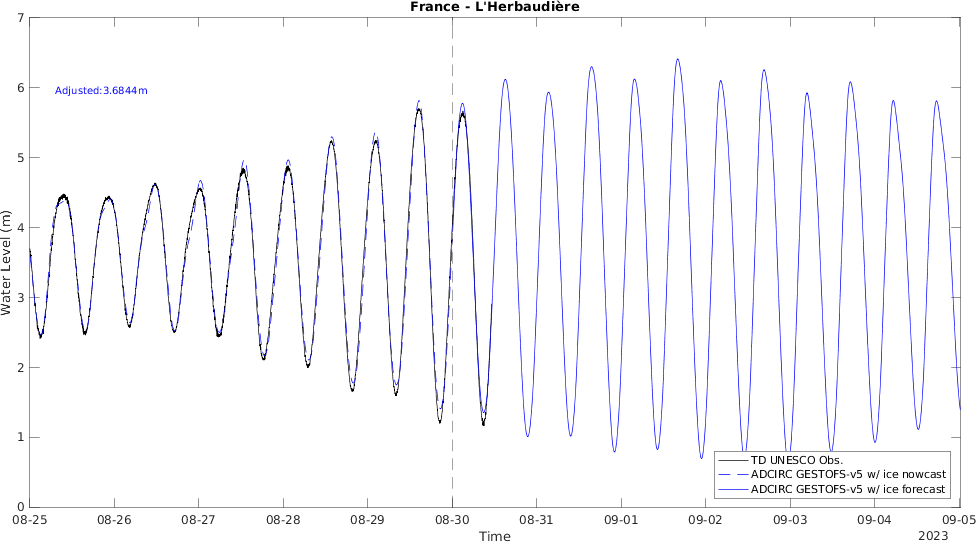 France - L'Herbaudière
7
6
5
4
3
2
1
0
Water Level (m)
Adjusted:3.6844m
TD UNESCO Obs.
ADCIRC GESTOFS-v5 w/ ice nowcast
ADCIRC GESTOFS-v5 w/ ice forecast
08-25 08-26 08-27 08-28 08-29 08-30 08-31 09-01 09-02 09-03 09-04 09-05
Time
2023